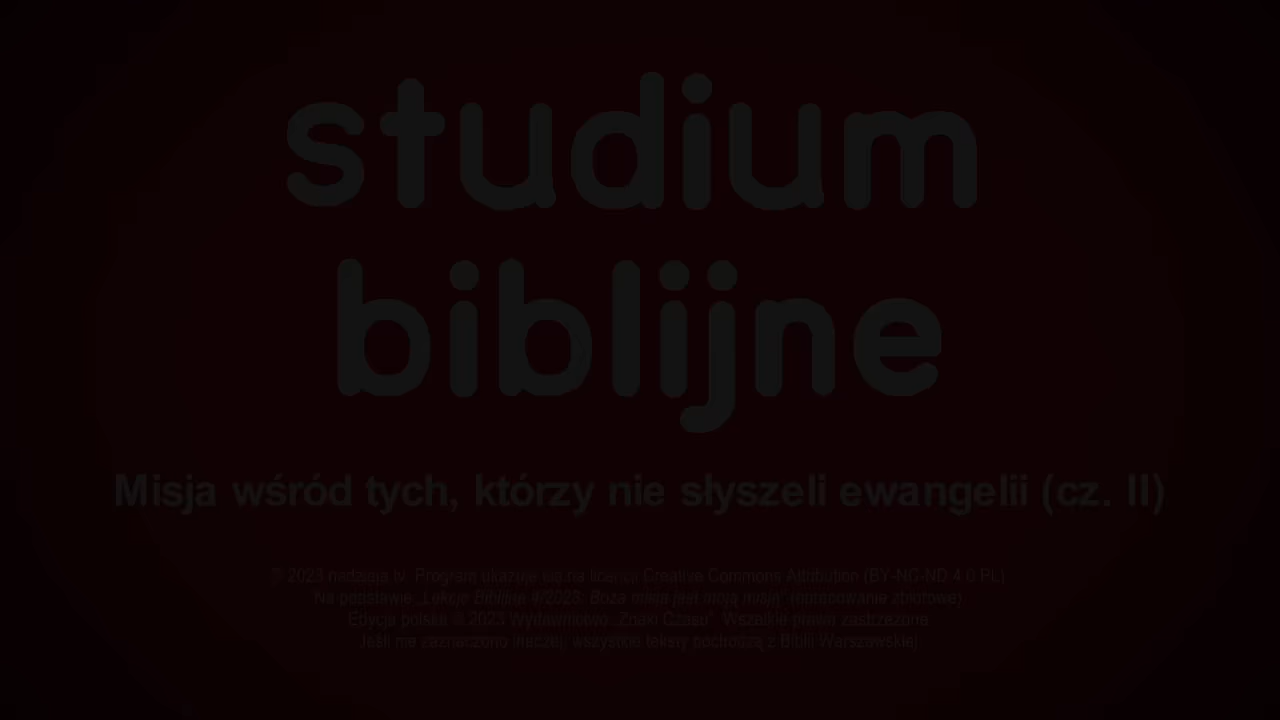 studium
biblijne
Misja wśród tych, którzy nie słyszeli ewangelii (cz. II)
© 2023 nadzieja.tv. Program ukazuje się na licencji Creative Commons Attribution (BY-NC-ND 4.0 PL)
Na podstawie „Lekcje Biblijne 4/2023. Boża misja jest moją misją” (opracowanie zbiorowe)
Edycja polska © 2023 Wydawnictwo „Znaki Czasu”. Wszelkie prawa zastrzeżone
Jeśli nie zaznaczono inaczej, wszystkie teksty pochodzą z Biblii Warszawskiej